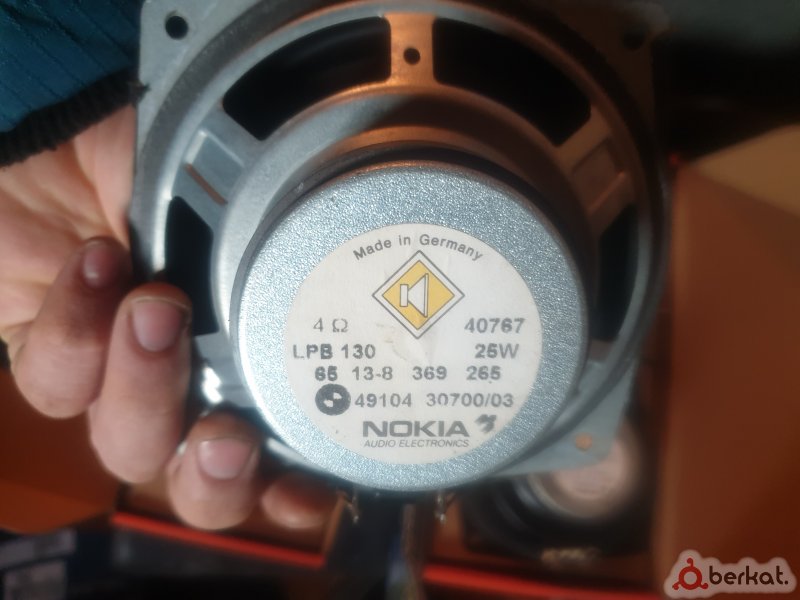 Made in Germany
4 Ω 40767
LPB 130 25W
65 13-8 369 265
49104 30700/03
NOKIA
AUDIO ELECTRONICS
berkat.